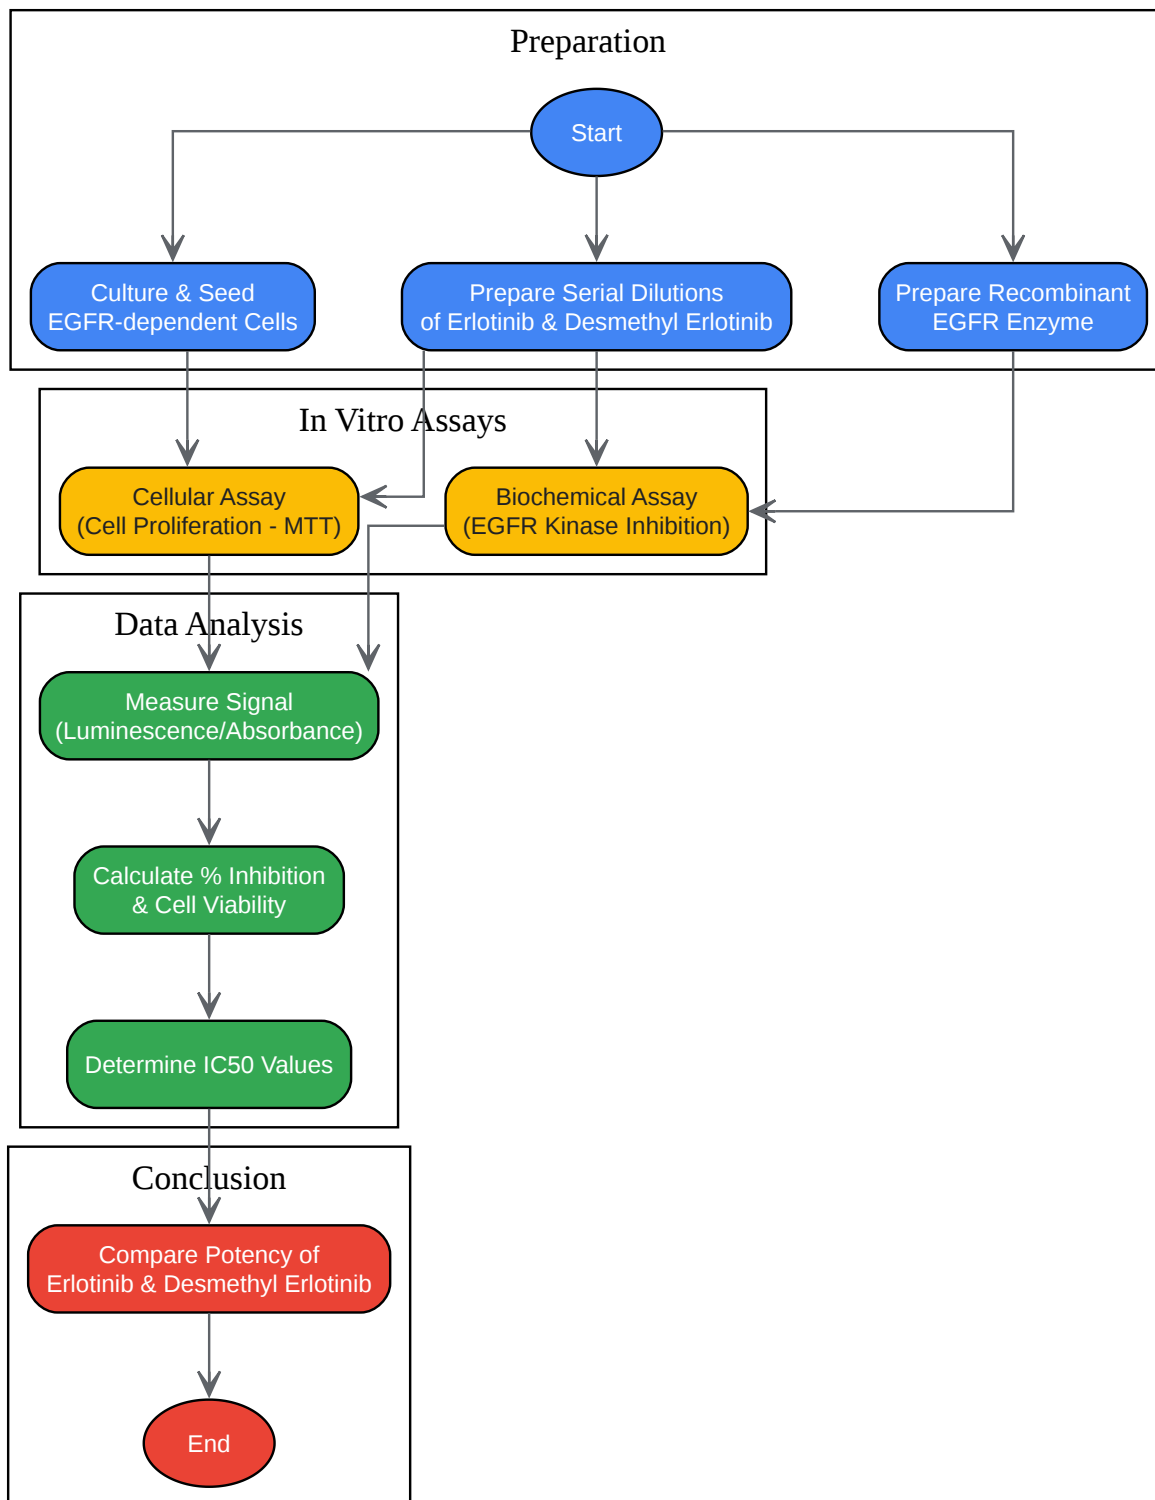 Preparation
Start
Culture & Seed
EGFR-dependent Cells
Prepare Serial Dilutions
of Erlotinib & Desmethyl Erlotinib
Prepare Recombinant
EGFR Enzyme
In Vitro Assays
Cellular Assay
(Cell Proliferation - MTT)
Biochemical Assay
(EGFR Kinase Inhibition)
Data Analysis
Measure Signal
(Luminescence/Absorbance)
Calculate % Inhibition
& Cell Viability
Determine IC50 Values
Conclusion
Compare Potency of
Erlotinib & Desmethyl Erlotinib
End